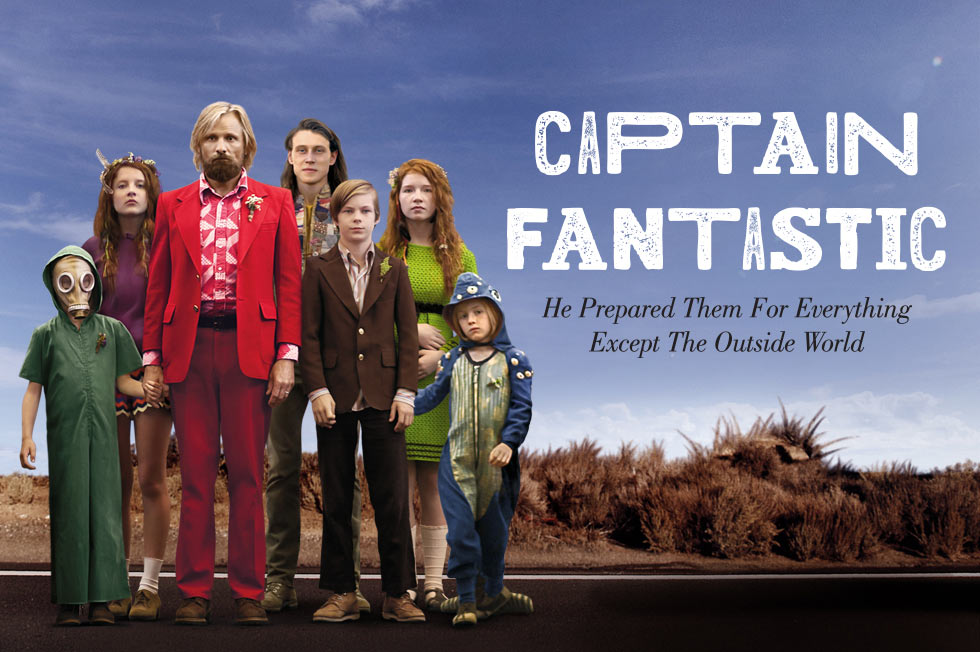 CAPTAIN
FANTASTIC
He Prepared Them For Everything
Except The Outside World